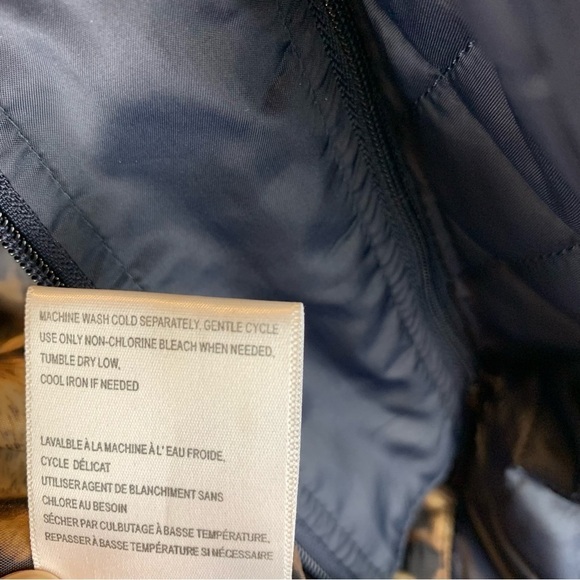 MACHINE WASH COLD SEPARATELY, GENTLE CYCLE
USE ONLY NON-CHLORINE BLEACH WHEN NEEDED,
TUMBLE DRY LOW,
COOL IRON IF NEEDED
LAVALBLE À LA MACHINE À L' EAU FROIDE,
CYCLE DÉLICAT
UTILISER AGENT DE BLANCHIMENT SANS
CHLORE AU BESOIN
SÉCHER PAR CULBUTAGE À BASSE TEMPÉRATURE,
REPASSER À BASSE TEMPÉRATURE SI NÉCESSAIRE